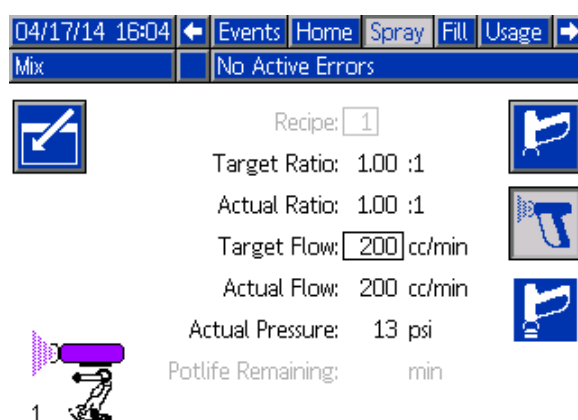 04/17/14 16:04 Events Home Spray Fill Usage
Mix No Active Errors
Recipe: 1
Target Ratio: 1.00 :1
Actual Ratio: 1.00 :1
Target Flow: 200 cc/min
Actual Flow: 200 cc/min
Actual Pressure: 13 psi
Potlife Remaining: min
1